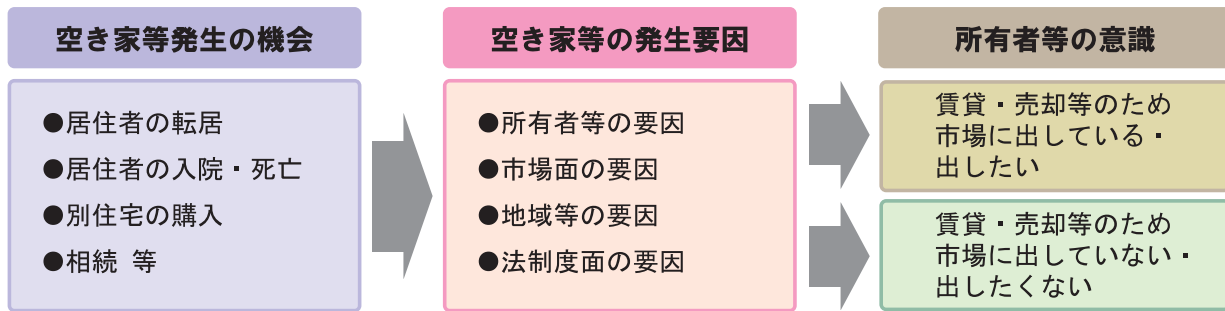 空き家等発生の機会
●居住者の転居
●居住者の入院・死亡
●別住宅の購入
●相続 等
空き家等の発生要因
●所有者等の要因
●市場面の要因
●地域等の要因
●法制度面の要因
所有者等の意識
賃貸・売却等のため
市場に出している・
出したい
賃貸・売却等のため
市場に出していない・
出したくない